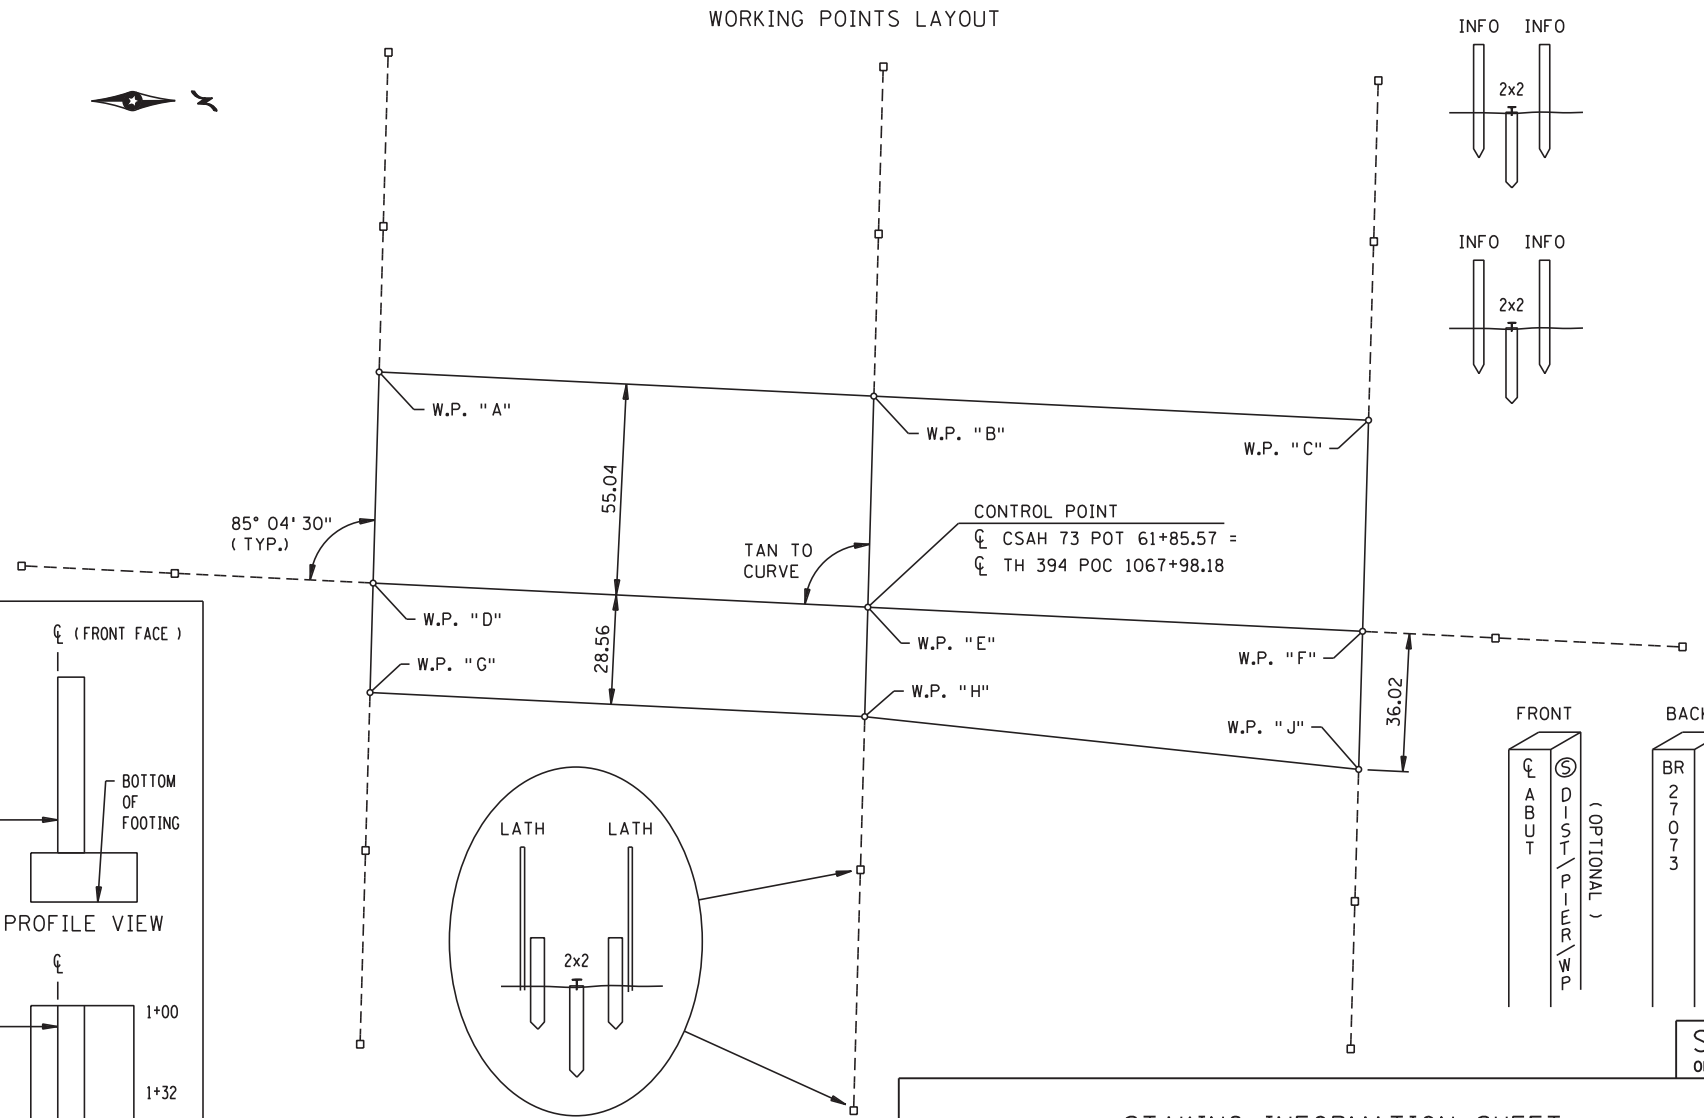 WORKING POINTS LAYOUT
INFO INFO
2x2
INFO INFO
2x2
W.P. "A"
W.P. "B"
W.P. "C"
55.04
85° 04' 30"
( TYP.)
TAN TO
CURVE
CONTROL POINT
℄ CSAH 73 POT 61+85.57 =
℄ TH 394 POC 1067+98.18
W.P. "D"
W.P. "E"
W.P. "F"
28.56
W.P. "G"
W.P. "H"
W.P. "J"
36.02
℄ (FRONT FACE )
BOTTOM
OF
FOOTING
PROFILE VIEW
℄
1+00
1+32
LATH LATH
2x2
FRONT
℄ ABUT
Ⓢ DIST/PIER/WP
( OPTIONAL )
BR 27073